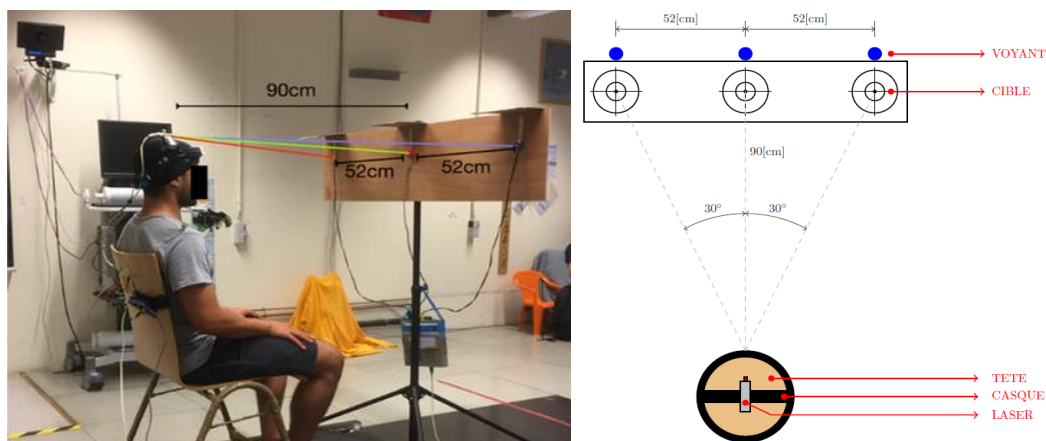 90cm
52cm
52cm
52[cm]
52[cm]
VOYANT
CIBLE
90[cm]
30°
30°
TETE
CASQUE
LASER